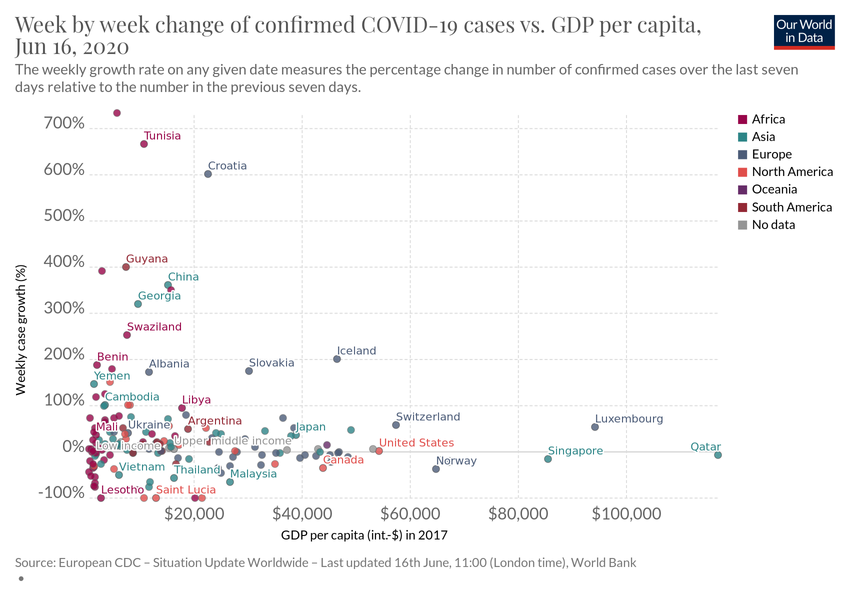 Week by week change of confirmed COVID-19 cases vs. GDP per capita,
Jun 16, 2020
Our World
in Data
The weekly growth rate on any given date measures the percentage change in number of confirmed cases over the last seven
days relative to the number in the previous seven days.
700%
600%
500%
400%
300%
200%
100%
0%
-100%
Weekly case growth (%)
Tunisia
Croatia
Guyana
China
Georgia
Swaziland
Benin
Albania
Slovakia
Iceland
Yemen
Cambodia
Libya
Mali
Ukraine
Argentina
Japan
Switzerland
Luxembourg
Low income
Upper middle income
United States
Canada
Norway
Singapore
Qatar
Vietnam
Thailand
Malaysia
Lesotho
Saint Lucia
$20,000
$40,000
$60,000
$80,000
$100,000
GDP per capita (int.-$) in 2017
Africa
Asia
Europe
North America
Oceania
South America
No data
Source: European CDC – Situation Update Worldwide – Last updated 16th June, 11:00 (London time), World Bank